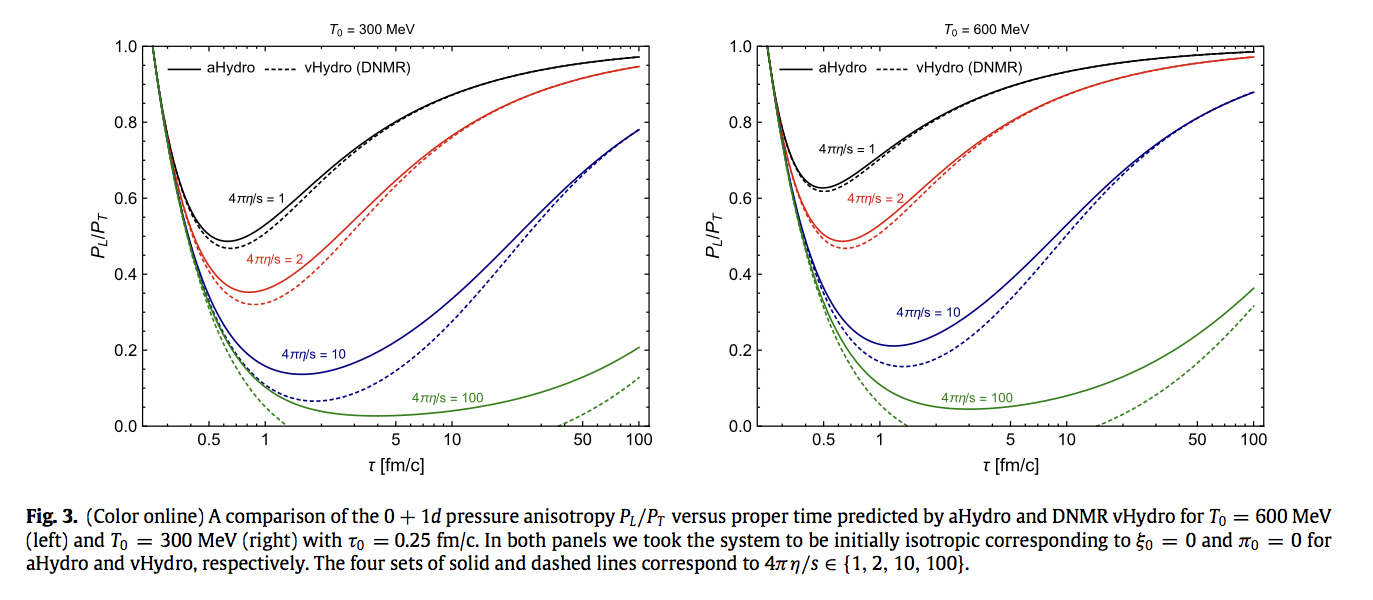 T₀ = 300 MeV
1.0
0.8
0.6
0.4
0.2
0.0
P_L/P_T
aHydro
vHydro (DNMR)
4πη/s = 1
4πη/s = 2
4πη/s = 10
4πη/s = 100
0.5 1 5 10 50 100
τ [fm/c]
T₀ = 600 MeV
1.0
0.8
0.6
0.4
0.2
0.0
P_L/P_T
aHydro
vHydro (DNMR)
4πη/s = 1
4πη/s = 2
4πη/s = 10
4πη/s = 100
0.5 1 5 10 50 100
τ [fm/c]
Fig. 3. (Color online) A comparison of the 0 + 1d pressure anisotropy P_L/P_T versus proper time predicted by aHydro and DNMR vHydro for T₀ = 600 MeV
(left) and T₀ = 300 MeV (right) with τ₀ = 0.25 fm/c. In both panels we took the system to be initially isotropic corresponding to ξ₀ = 0 and π₀ = 0 for
aHydro and vHydro, respectively. The four sets of solid and dashed lines correspond to 4πη/s ∈ {1, 2, 10, 100}.